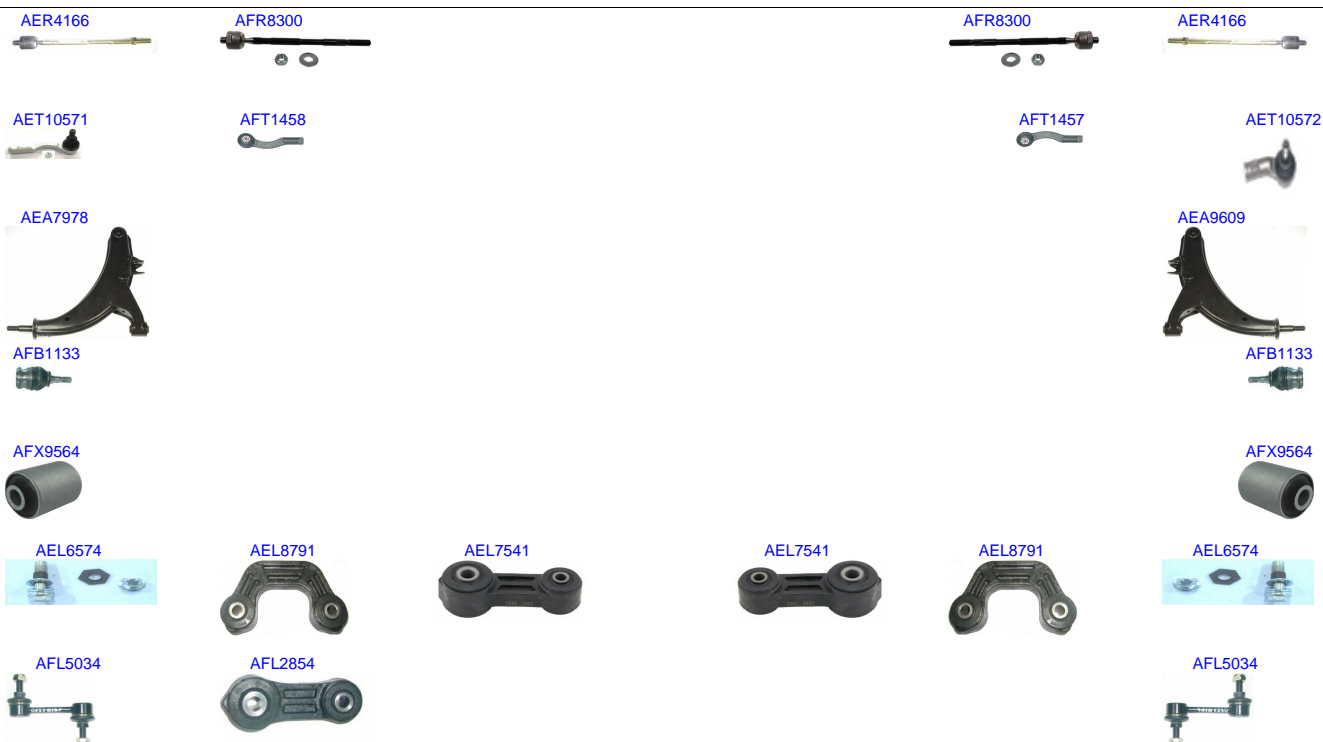 AER4166 AFR8300 AFR8300 AER4166
AET10571 AFT1458 AFT1457 AET10572
AEA7978 AEA9609
AFB1133 AFB1133
AFX9564 AFX9564
AEL6574 AEL8791 AEL7541 AEL7541 AEL8791 AEL6574
AFL5034 AFL2854 AFL5034